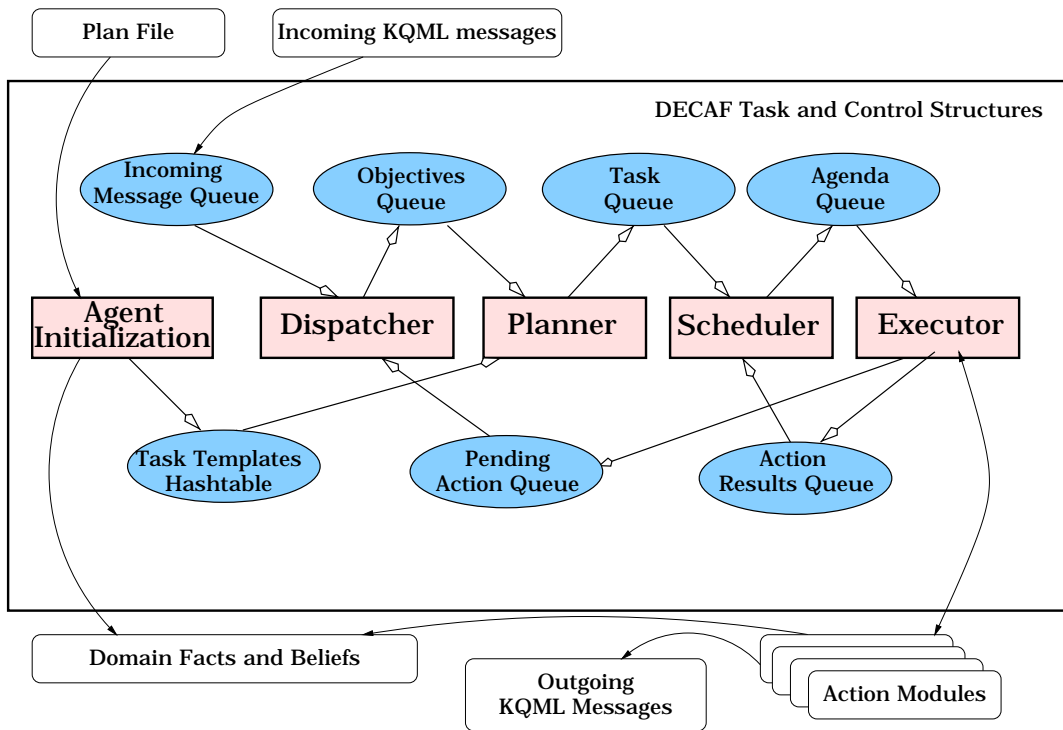 Plan File
Incoming KQML messages
DECAF Task and Control Structures
Incoming
Message Queue
Objectives
Queue
Task
Queue
Agenda
Queue
Agent
Initialization
Dispatcher
Planner
Scheduler
Executor
Task Templates
Hashtable
Pending
Action Queue
Action
Results Queue
Domain Facts and Beliefs
Outgoing
KQML Messages
Action Modules